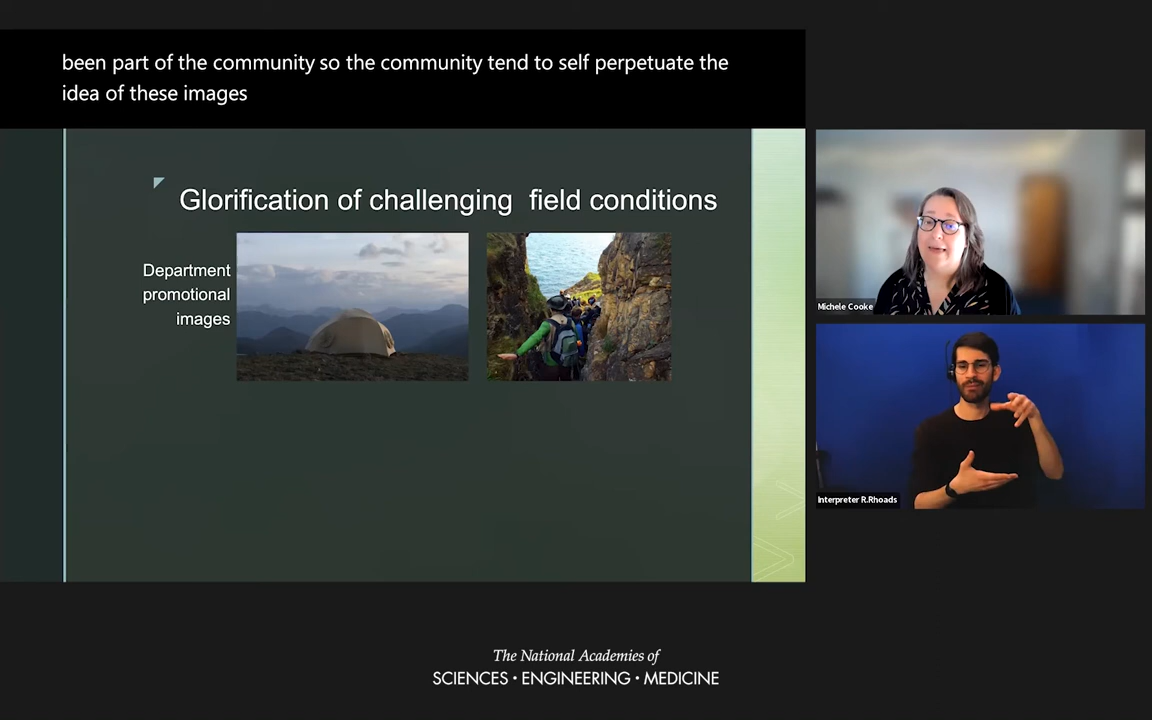 been part of the community so the community tend to self perpetuate the
idea of these images
Glorification of challenging field conditions
Department
promotional
images
Michele Cooke
Interpreter R.Rhoads
The National Academies of
SCIENCES • ENGINEERING • MEDICINE